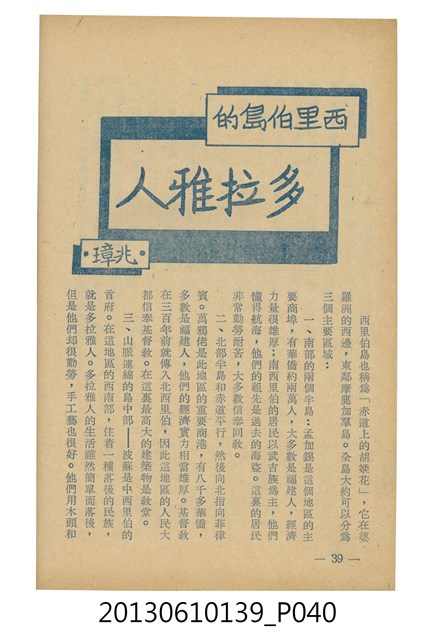 西里伯島的
多拉雅人
·兆璋·
西里伯島也稱爲「赤道上的胡姬花」，它在婆
羅洲的西邊，東鄰摩鹿加羣島。全島大約可以分爲
三個主要區域：
一、南部的兩個半島：孟加錫是這個地區的主
要商埠，有華僑約兩萬人，大多數是福建人，經濟
力量很雄厚；南西里伯的居民以武吉族爲主，他們
懂得航海，他們的祖先是過去的海盜。這裏的居民
非常勤勞耐苦，大多數信奉回敎。
二、北部半島和赤道平行，然後向北指向菲律
賓。萬鴉佬是此地區的重要商港，有八千多華僑，
多數是福建人，他們的經濟實力相當雄厚。基督敎
在三百年前就傳入北西里伯，因此這地區的人民大
都信奉基督敎。在這裏最高大的建築物是敎堂。
三、山脈連綿的島中部——波蘇是中西里伯的
首府。在這地區的西南部，住着一種落後的民族，
就是多拉雅人。多拉雅人的生活雖然簡單而落後，
但是他們却很勤勞，手工藝也很好。他們用木頭和
— 39 —
20130610139_P040